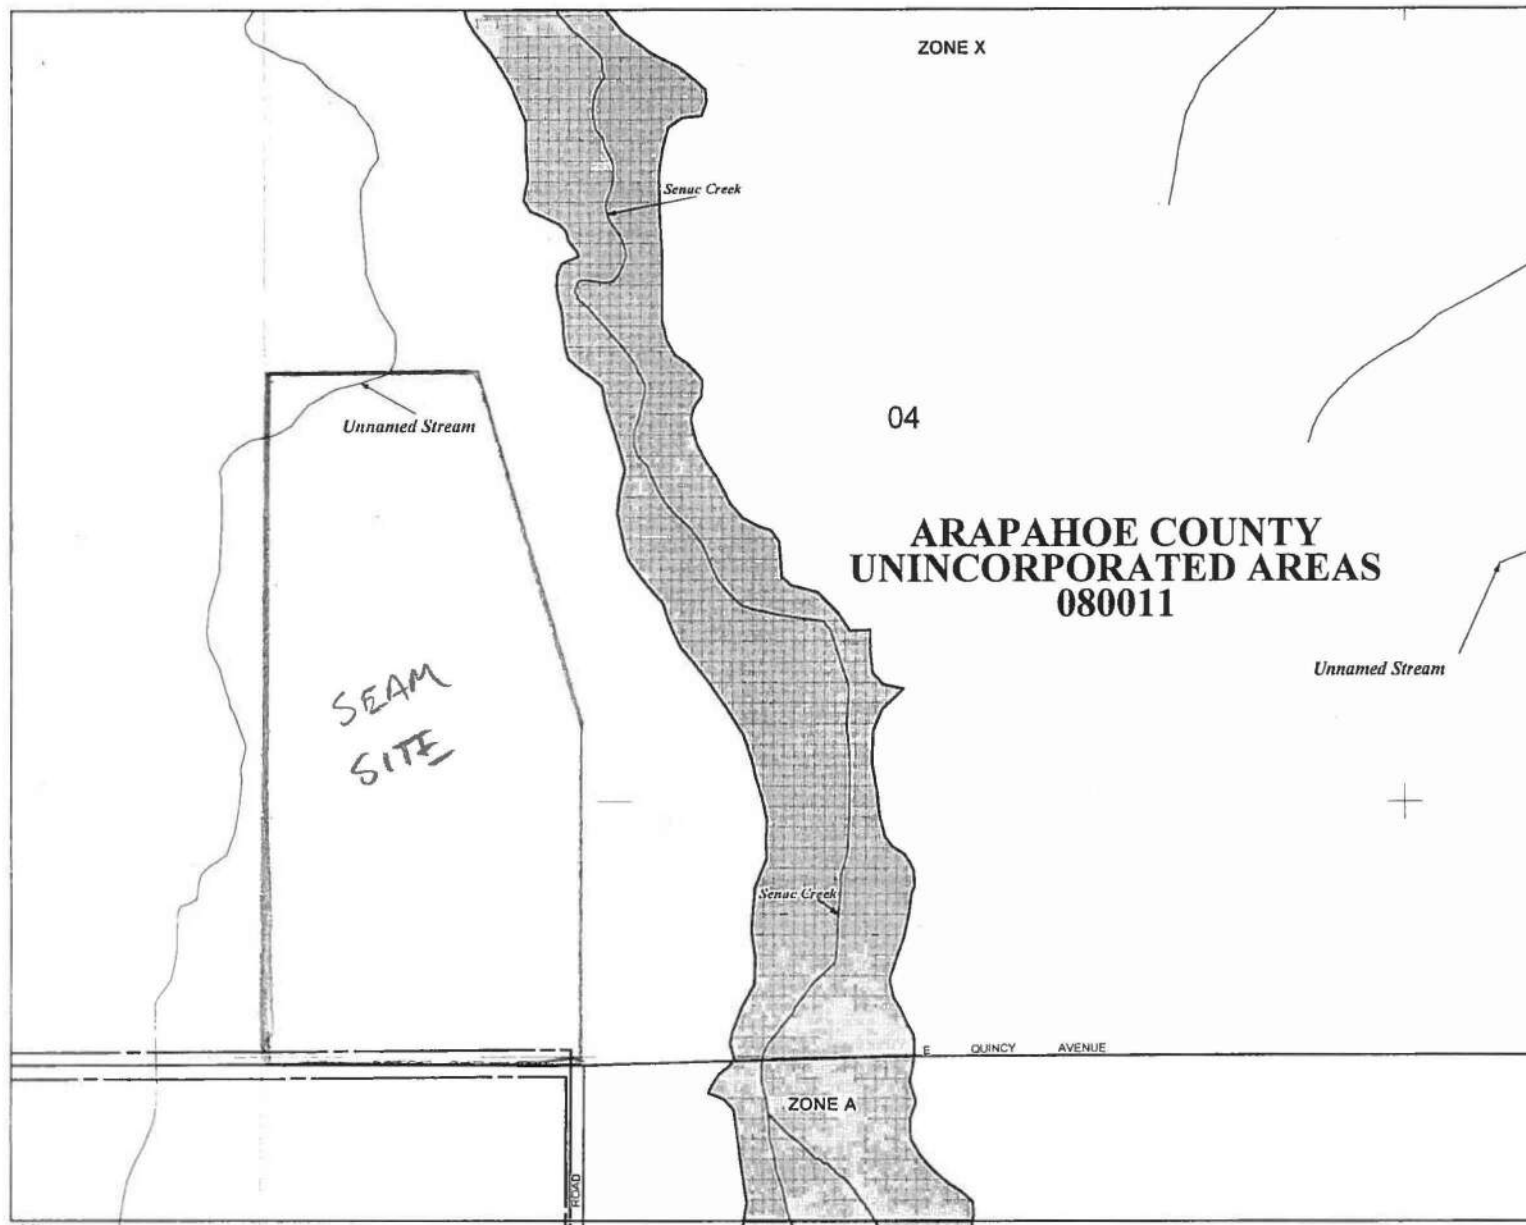 ZONE X
Senac Creek
Unnamed Stream
04
ARAPAHOE COUNTY
UNINCORPORATED AREAS
080011
Unnamed Stream
SEAM
SITE
Senac Creek
E QUINCY AVENUE
ZONE A
ROAD